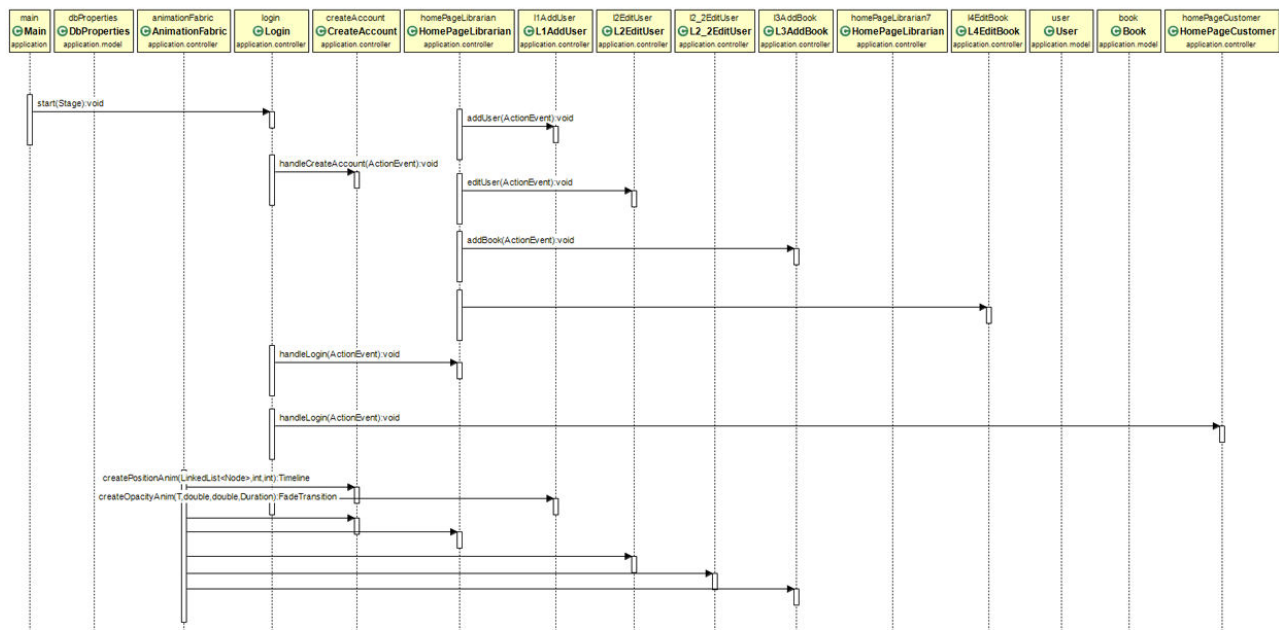 main
C Main
application
dbProperties
C DbProperties
application.model
animationFabric
C AnimationFabric
application.controller
login
C Login
application.controller
createAccount
C CreateAccount
application.controller
homePageLibrarian
C HomePageLibrarian
application.controller
l1AddUser
C L1AddUser
application.controller
l2EditUser
C L2EditUser
application.controller
l2_2EditUser
C L2_2EditUser
application.controller
l3AddBook
C L3AddBook
application.controller
homePageLibrarian7
C HomePageLibrarian
application.controller
l4EditBook
C L4EditBook
application.controller
user
C User
application.model
book
C Book
application.model
homePageCustomer
C HomePageCustomer
application.controller
start(Stage):void
addUser(ActionEvent):void
handleCreateAccount(ActionEvent):void
editUser(ActionEvent):void
addBook(ActionEvent):void
handleLogin(ActionEvent):void
handleLogin(ActionEvent):void
createPositionAnim(LinkedList<Node>,int,int):Timeline
createOpacityAnim(T,double,double,Duration):FadeTransition